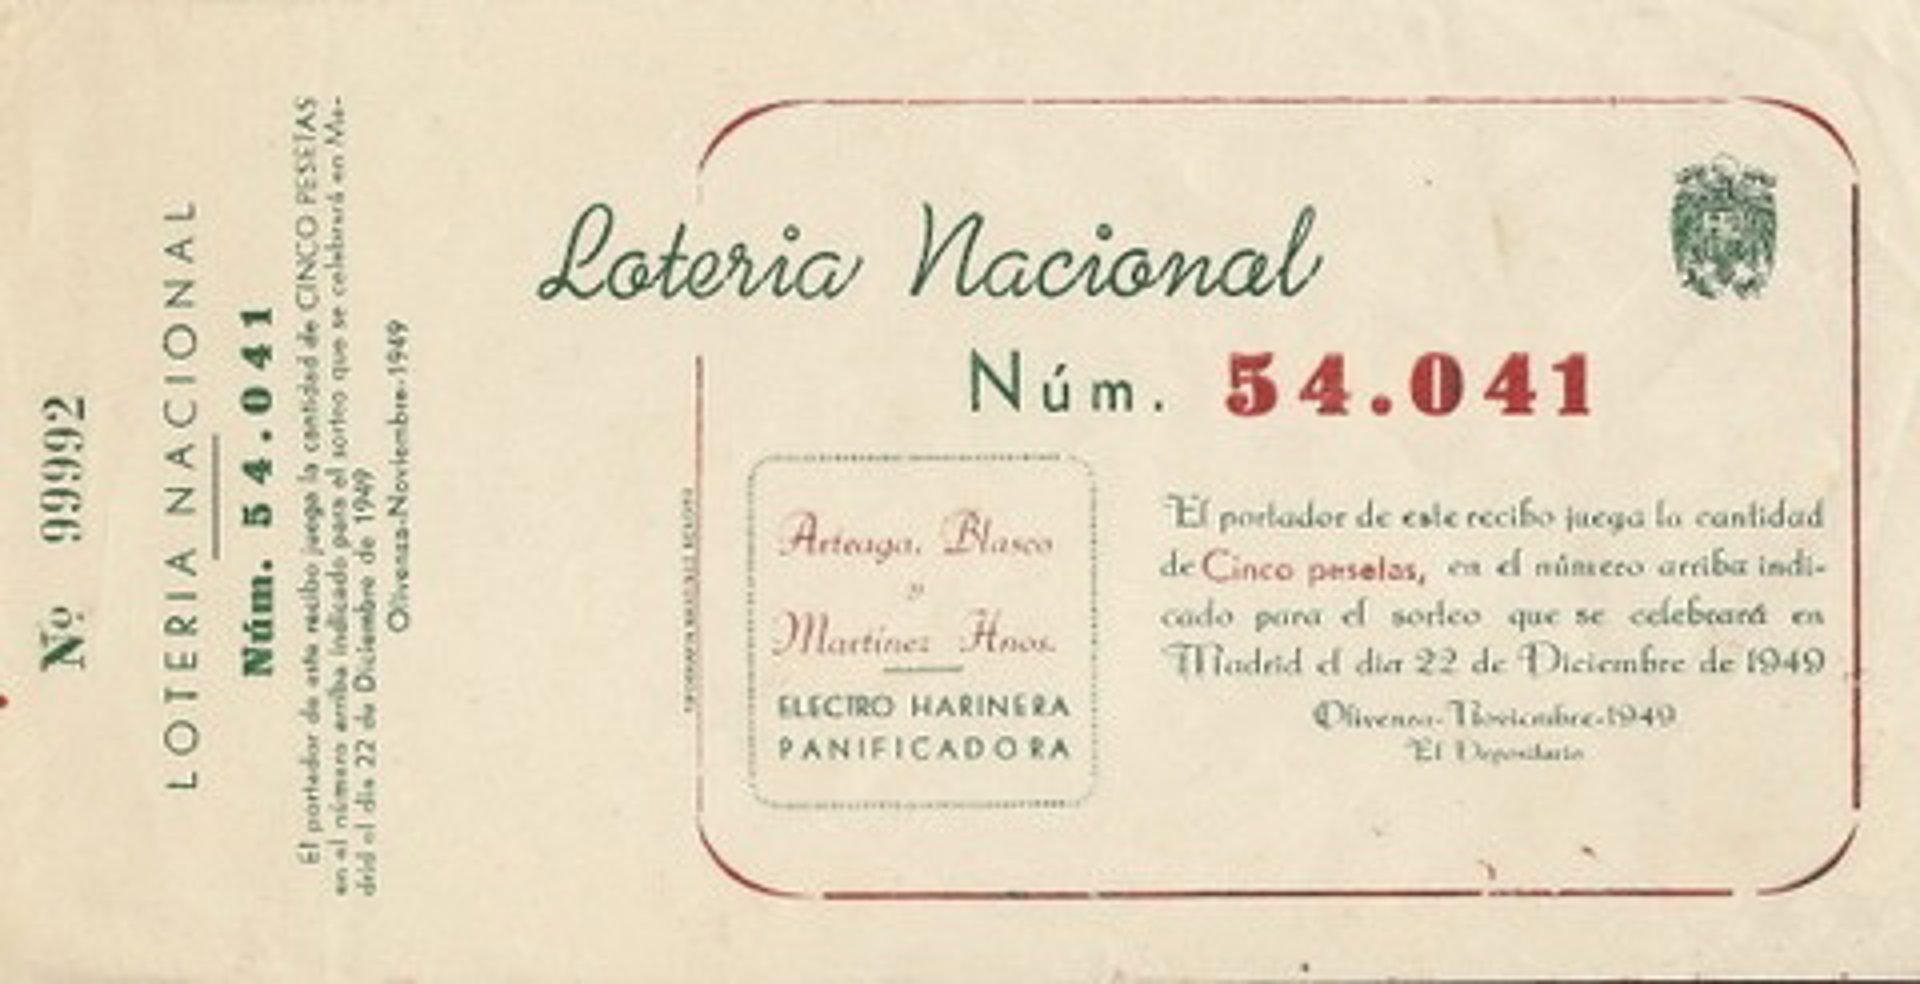 Nº 99992
LOTERIA NACIONAL
Núm. 54.041
El portador de este recibo juega la cantidad de CINCO PESETAS
en el número arriba indicado para el sorteo que se celebrará en Ma-
drid el día 22 de Diciembre de 1949
Olivenza-Noviembre-1949
Loteria Nacional
Núm. 54.041
Arteaga, Blasco
y
Martínez Hnos.
ELECTRO HARINERA
PANIFICADORA
El portador de este recibo juega la cantidad
de Cinco pesetas, en el número arriba indi-
cado para el sorteo que se celebrará en
Madrid el día 22 de Diciembre de 1949
Olivenza-Noviembre-1949
El Depositario